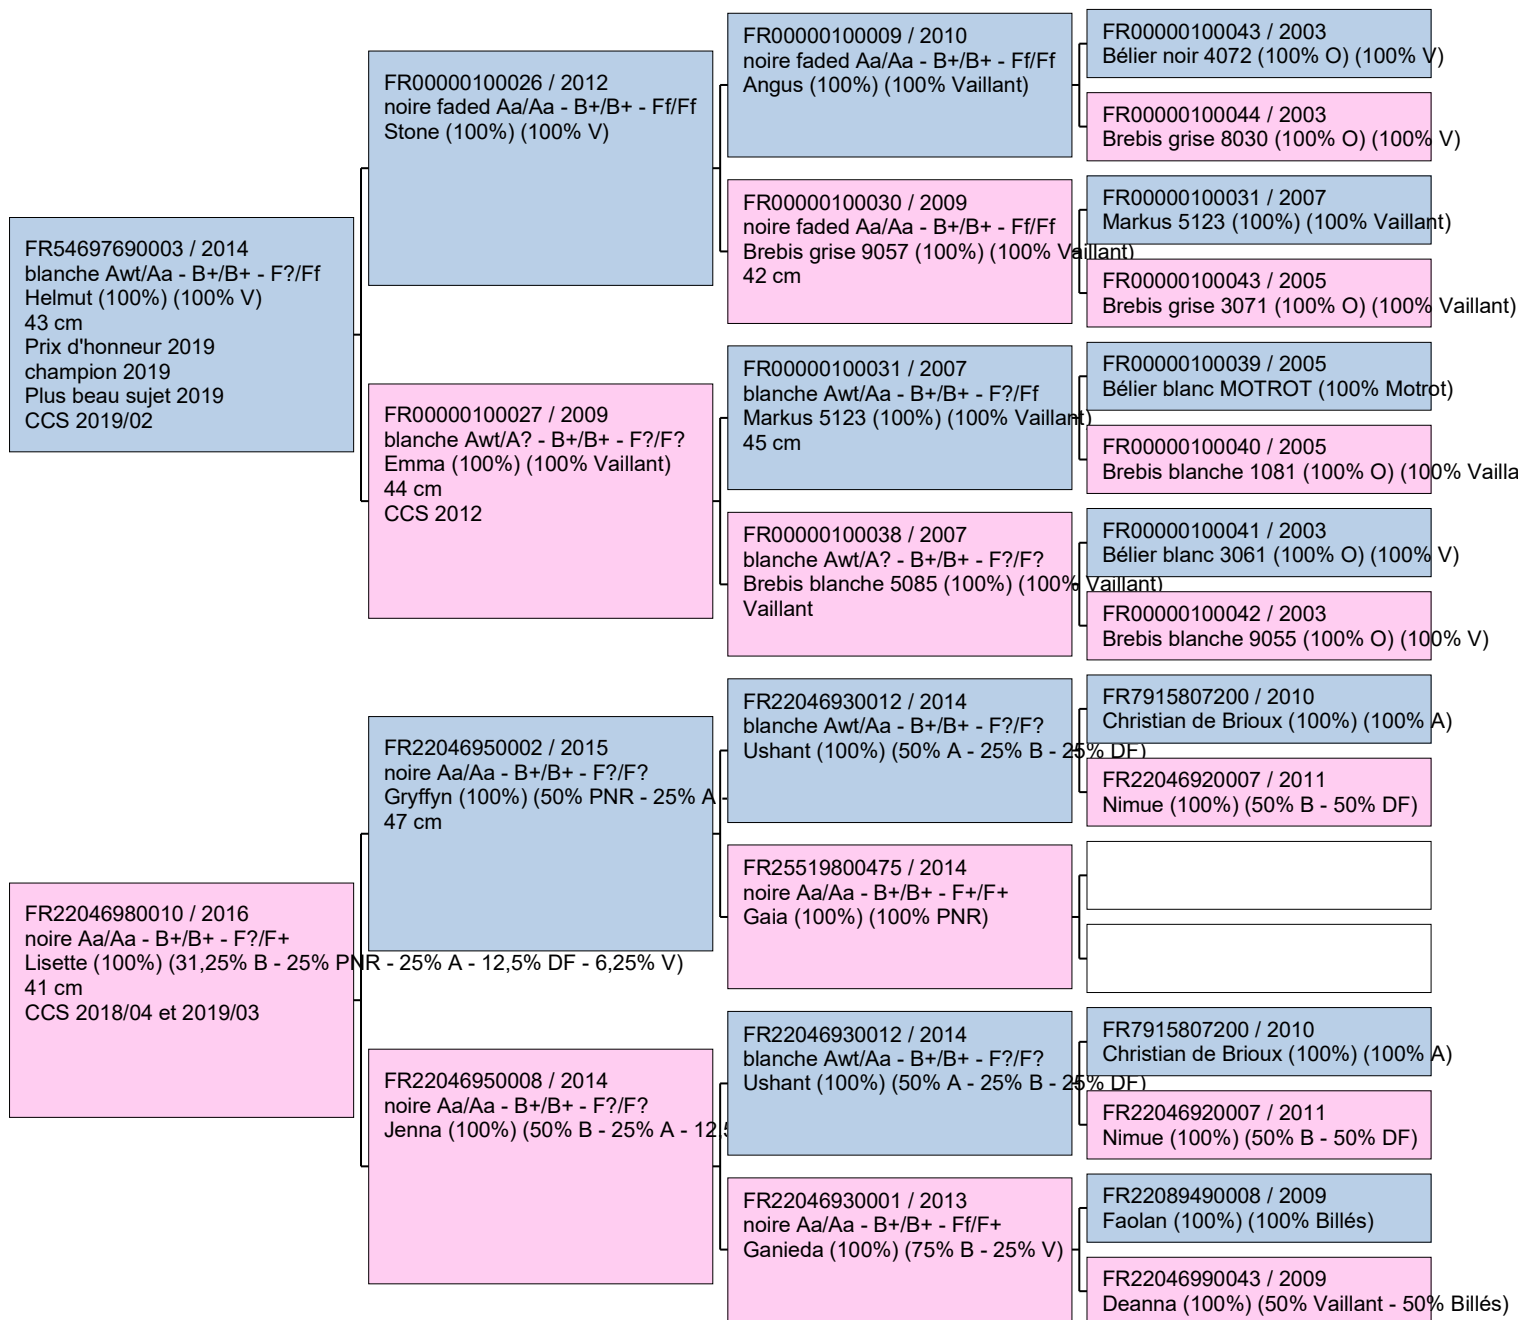 FR54697690003 / 2014
blanche Awt/Aa - B+/B+ - F?/Ff
Helmut (100%) (100% V)
43 cm
Prix d'honneur 2019
champion 2019
Plus beau sujet 2019
CCS 2019/02
FR22046980010 / 2016
noire Aa/Aa - B+/B+ - F?/F+
Lisette (100%) (31,25% B - 25% PNR - 25% A - 12,5% DF - 6,25% V)
41 cm
CCS 2018/04 et 2019/03
FR00000100026 / 2012
noire faded Aa/Aa - B+/B+ - Ff/Ff
Stone (100%) (100% V)
FR00000100027 / 2009
blanche Awt/A? - B+/B+ - F?/F?
Emma (100%) (100% Vaillant)
44 cm
CCS 2012
FR22046950002 / 2015
noire Aa/Aa - B+/B+ - F?/F?
Gryffyn (100%) (50% PNR - 25% A -
47 cm
FR22046950008 / 2014
noire Aa/Aa - B+/B+ - F?/F?
Jenna (100%) (50% B - 25% A - 12,5
FR00000100009 / 2010
noire faded Aa/Aa - B+/B+ - Ff/Ff
Angus (100%) (100% Vaillant)
FR00000100030 / 2009
noire faded Aa/Aa - B+/B+ - Ff/Ff
Brebis grise 9057 (100%) (100% Vaillant)
42 cm
FR00000100031 / 2007
blanche Awt/Aa - B+/B+ - F?/Ff
Markus 5123 (100%) (100% Vaillant)
45 cm
FR00000100038 / 2007
blanche Awt/A? - B+/B+ - F?/F?
Brebis blanche 5085 (100%) (100% Vaillant)
Vaillant
FR22046930012 / 2014
blanche Awt/Aa - B+/B+ - F?/F?
Ushant (100%) (50% A - 25% B - 25% DF)
FR25519800475 / 2014
noire Aa/Aa - B+/B+ - F+/F+
Gaia (100%) (100% PNR)
FR22046930012 / 2014
blanche Awt/Aa - B+/B+ - F?/F?
Ushant (100%) (50% A - 25% B - 25% DF)
FR22046930001 / 2013
noire Aa/Aa - B+/B+ - Ff/F+
Ganieda (100%) (75% B - 25% V)
FR00000100043 / 2003
Bélier noir 4072 (100% O) (100% V)
FR00000100044 / 2003
Brebis grise 8030 (100% O) (100% V)
FR00000100031 / 2007
Markus 5123 (100%) (100% Vaillant)
FR00000100043 / 2005
Brebis grise 3071 (100% O) (100% Vaillant)
FR00000100039 / 2005
Bélier blanc MOTROT (100% Motrot)
FR00000100040 / 2005
Brebis blanche 1081 (100% O) (100% Vailla
FR00000100041 / 2003
Bélier blanc 3061 (100% O) (100% V)
FR00000100042 / 2003
Brebis blanche 9055 (100% O) (100% V)
FR7915807200 / 2010
Christian de Brioux (100%) (100% A)
FR22046920007 / 2011
Nimue (100%) (50% B - 50% DF)
FR7915807200 / 2010
Christian de Brioux (100%) (100% A)
FR22046920007 / 2011
Nimue (100%) (50% B - 50% DF)
FR22089490008 / 2009
Faolan (100%) (100% Billés)
FR22046990043 / 2009
Deanna (100%) (50% Vaillant - 50% Billés)